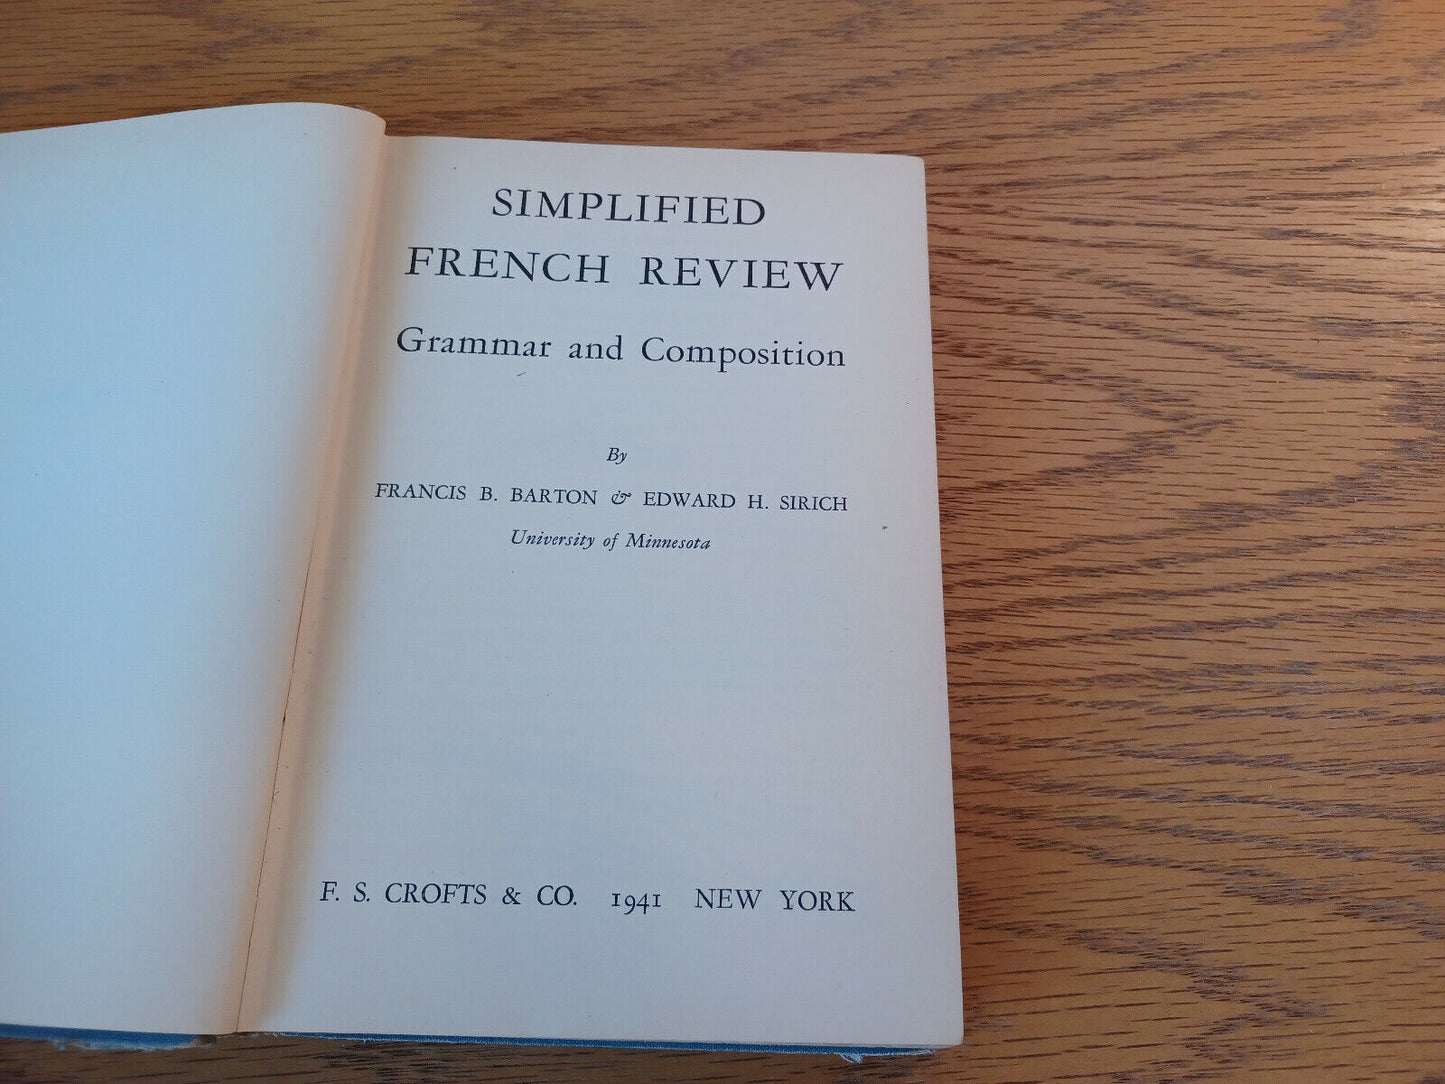 SIMPLIFIED
FRENCH REVIEW
Grammar and Composition
By
FRANCIS B. BARTON & EDWARD H. SIRICH
University of Minnesota
F. S. CROFTS & CO. 1941 NEW YORK